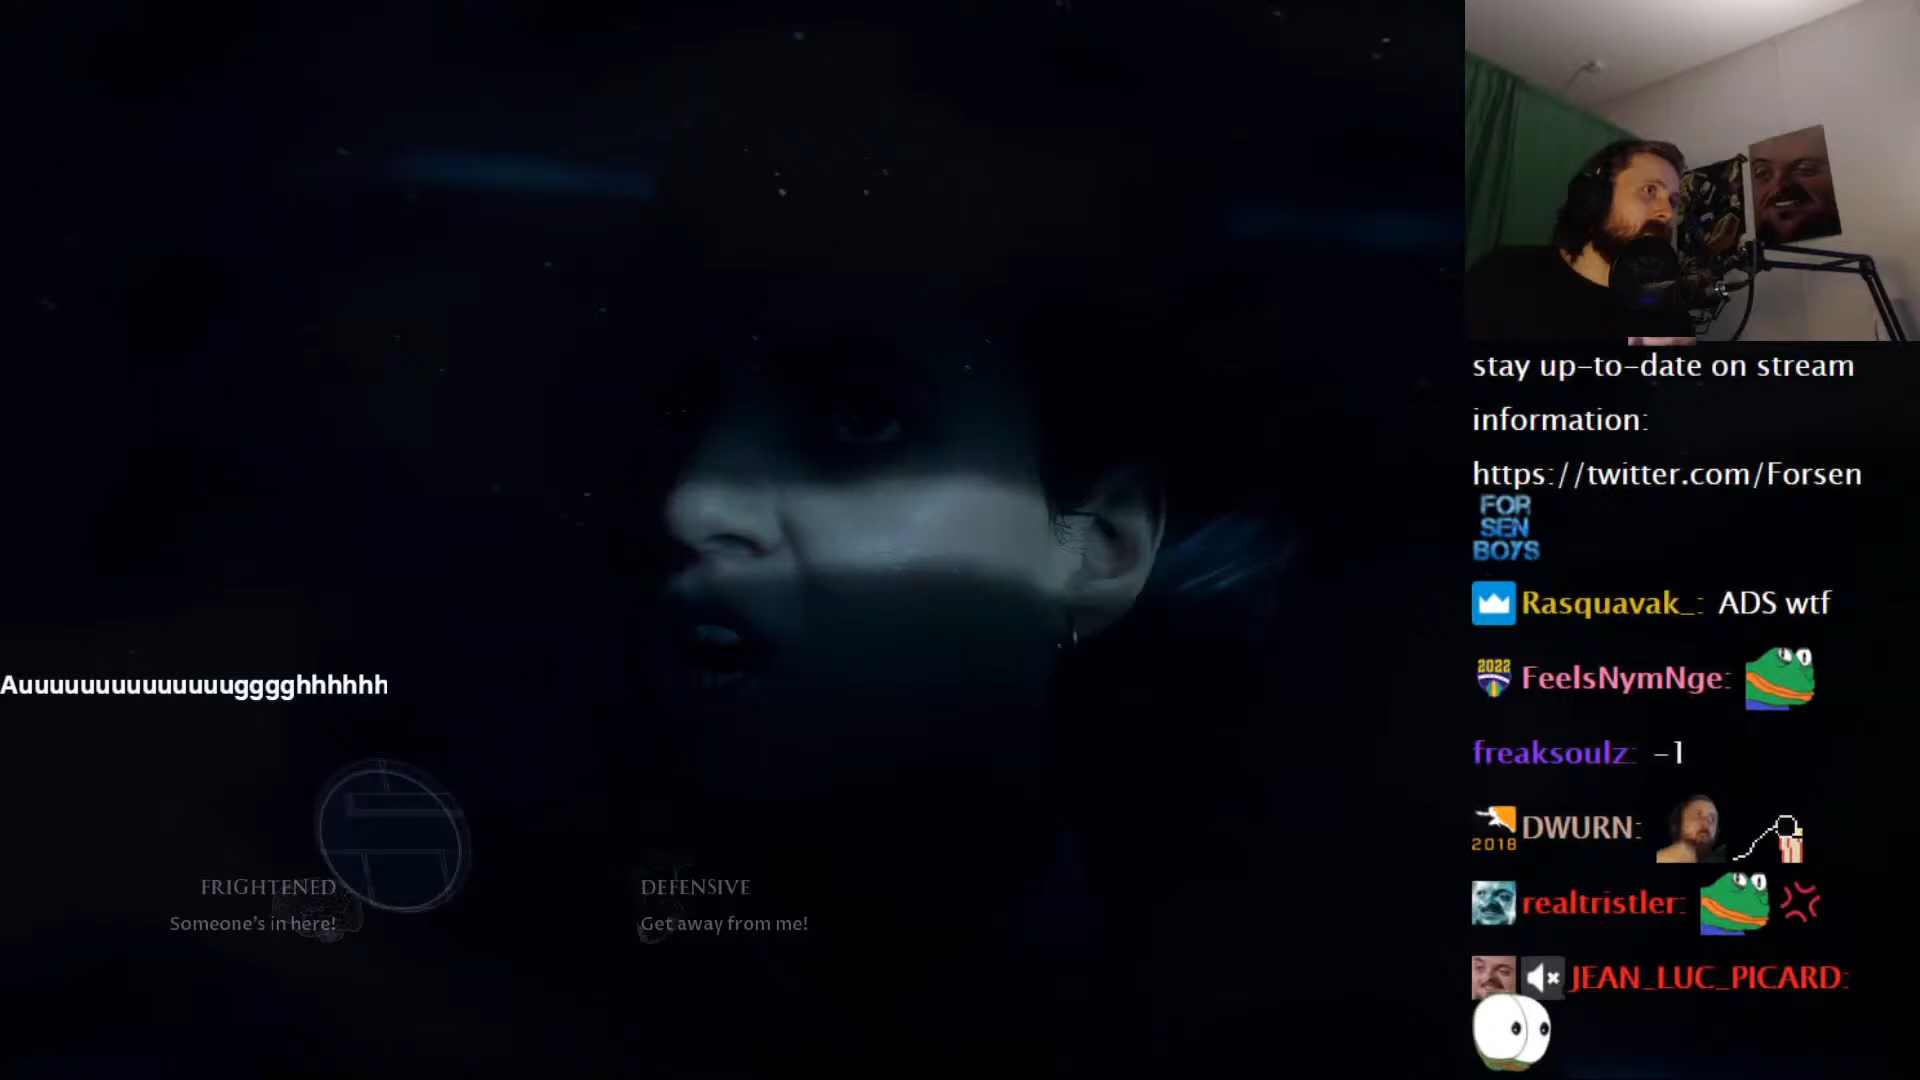 stay up-to-date on stream
information:
https://twitter.com/Forsen
FOR
SEN
BOYS
Rasquavak_: ADS wtf
2022
FeelsNymNge:
Auuuuuuuuuuuuuugggghhhhhh
freaksoulz: -1
2018 DWURN:
FRIGHTENED
Someone's in here!
DEFENSIVE
Get away from me!
realtristler:
JEAN_LUC_PICARD: